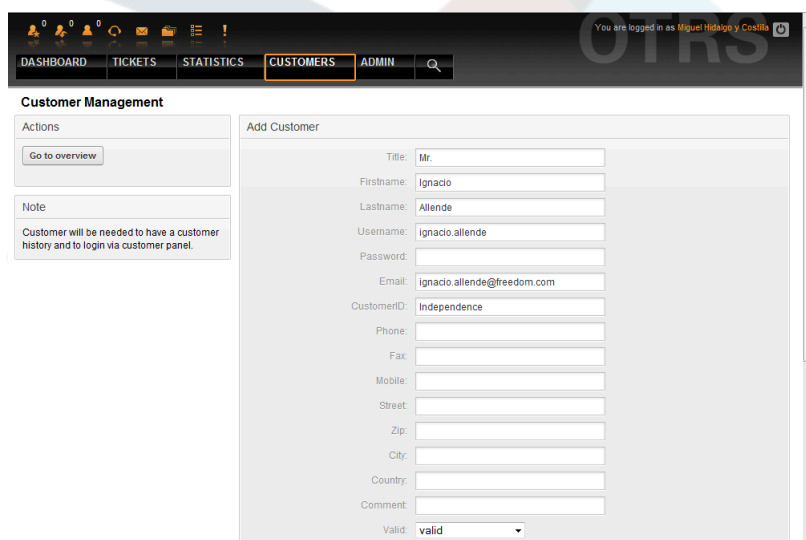 0 0 0
You are logged in as Miguel Hidalgo y Costilla
OTRS
DASHBOARD TICKETS STATISTICS CUSTOMERS ADMIN
Customer Management
Actions
Go to overview
Note
Customer will be needed to have a customer
history and to login via customer panel.
Add Customer
Title: Mr.
Firstname: Ignacio
Lastname: Allende
Username: ignacio.allende
Password:
Email: ignacio.allende@freedom.com
CustomerID: Independence
Phone:
Fax:
Mobile:
Street:
Zip:
City:
Country:
Comment:
Valid: valid